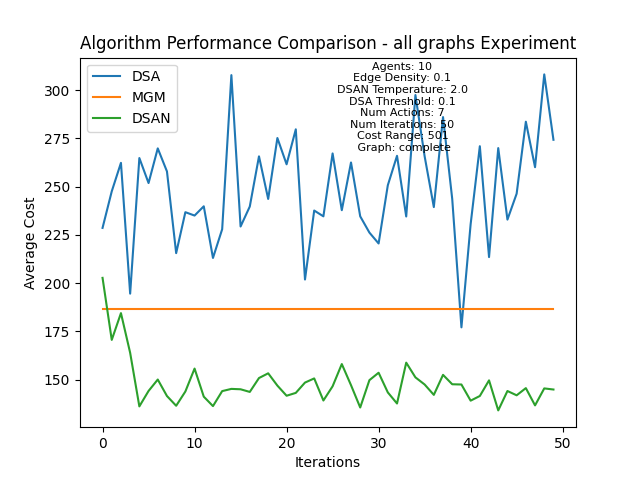 Algorithm Performance Comparison - all graphs Experiment
DSA
MGM
DSAN
Agents: 10
Edge Density: 0.1
DSAN Temperature: 2.0
DSA Threshold: 0.1
Num Actions: 7
Num Iterations: 50
Cost Range: 501
Graph: complete
Average Cost
300
275
250
225
200
175
150
0
10
20
30
40
50
Iterations